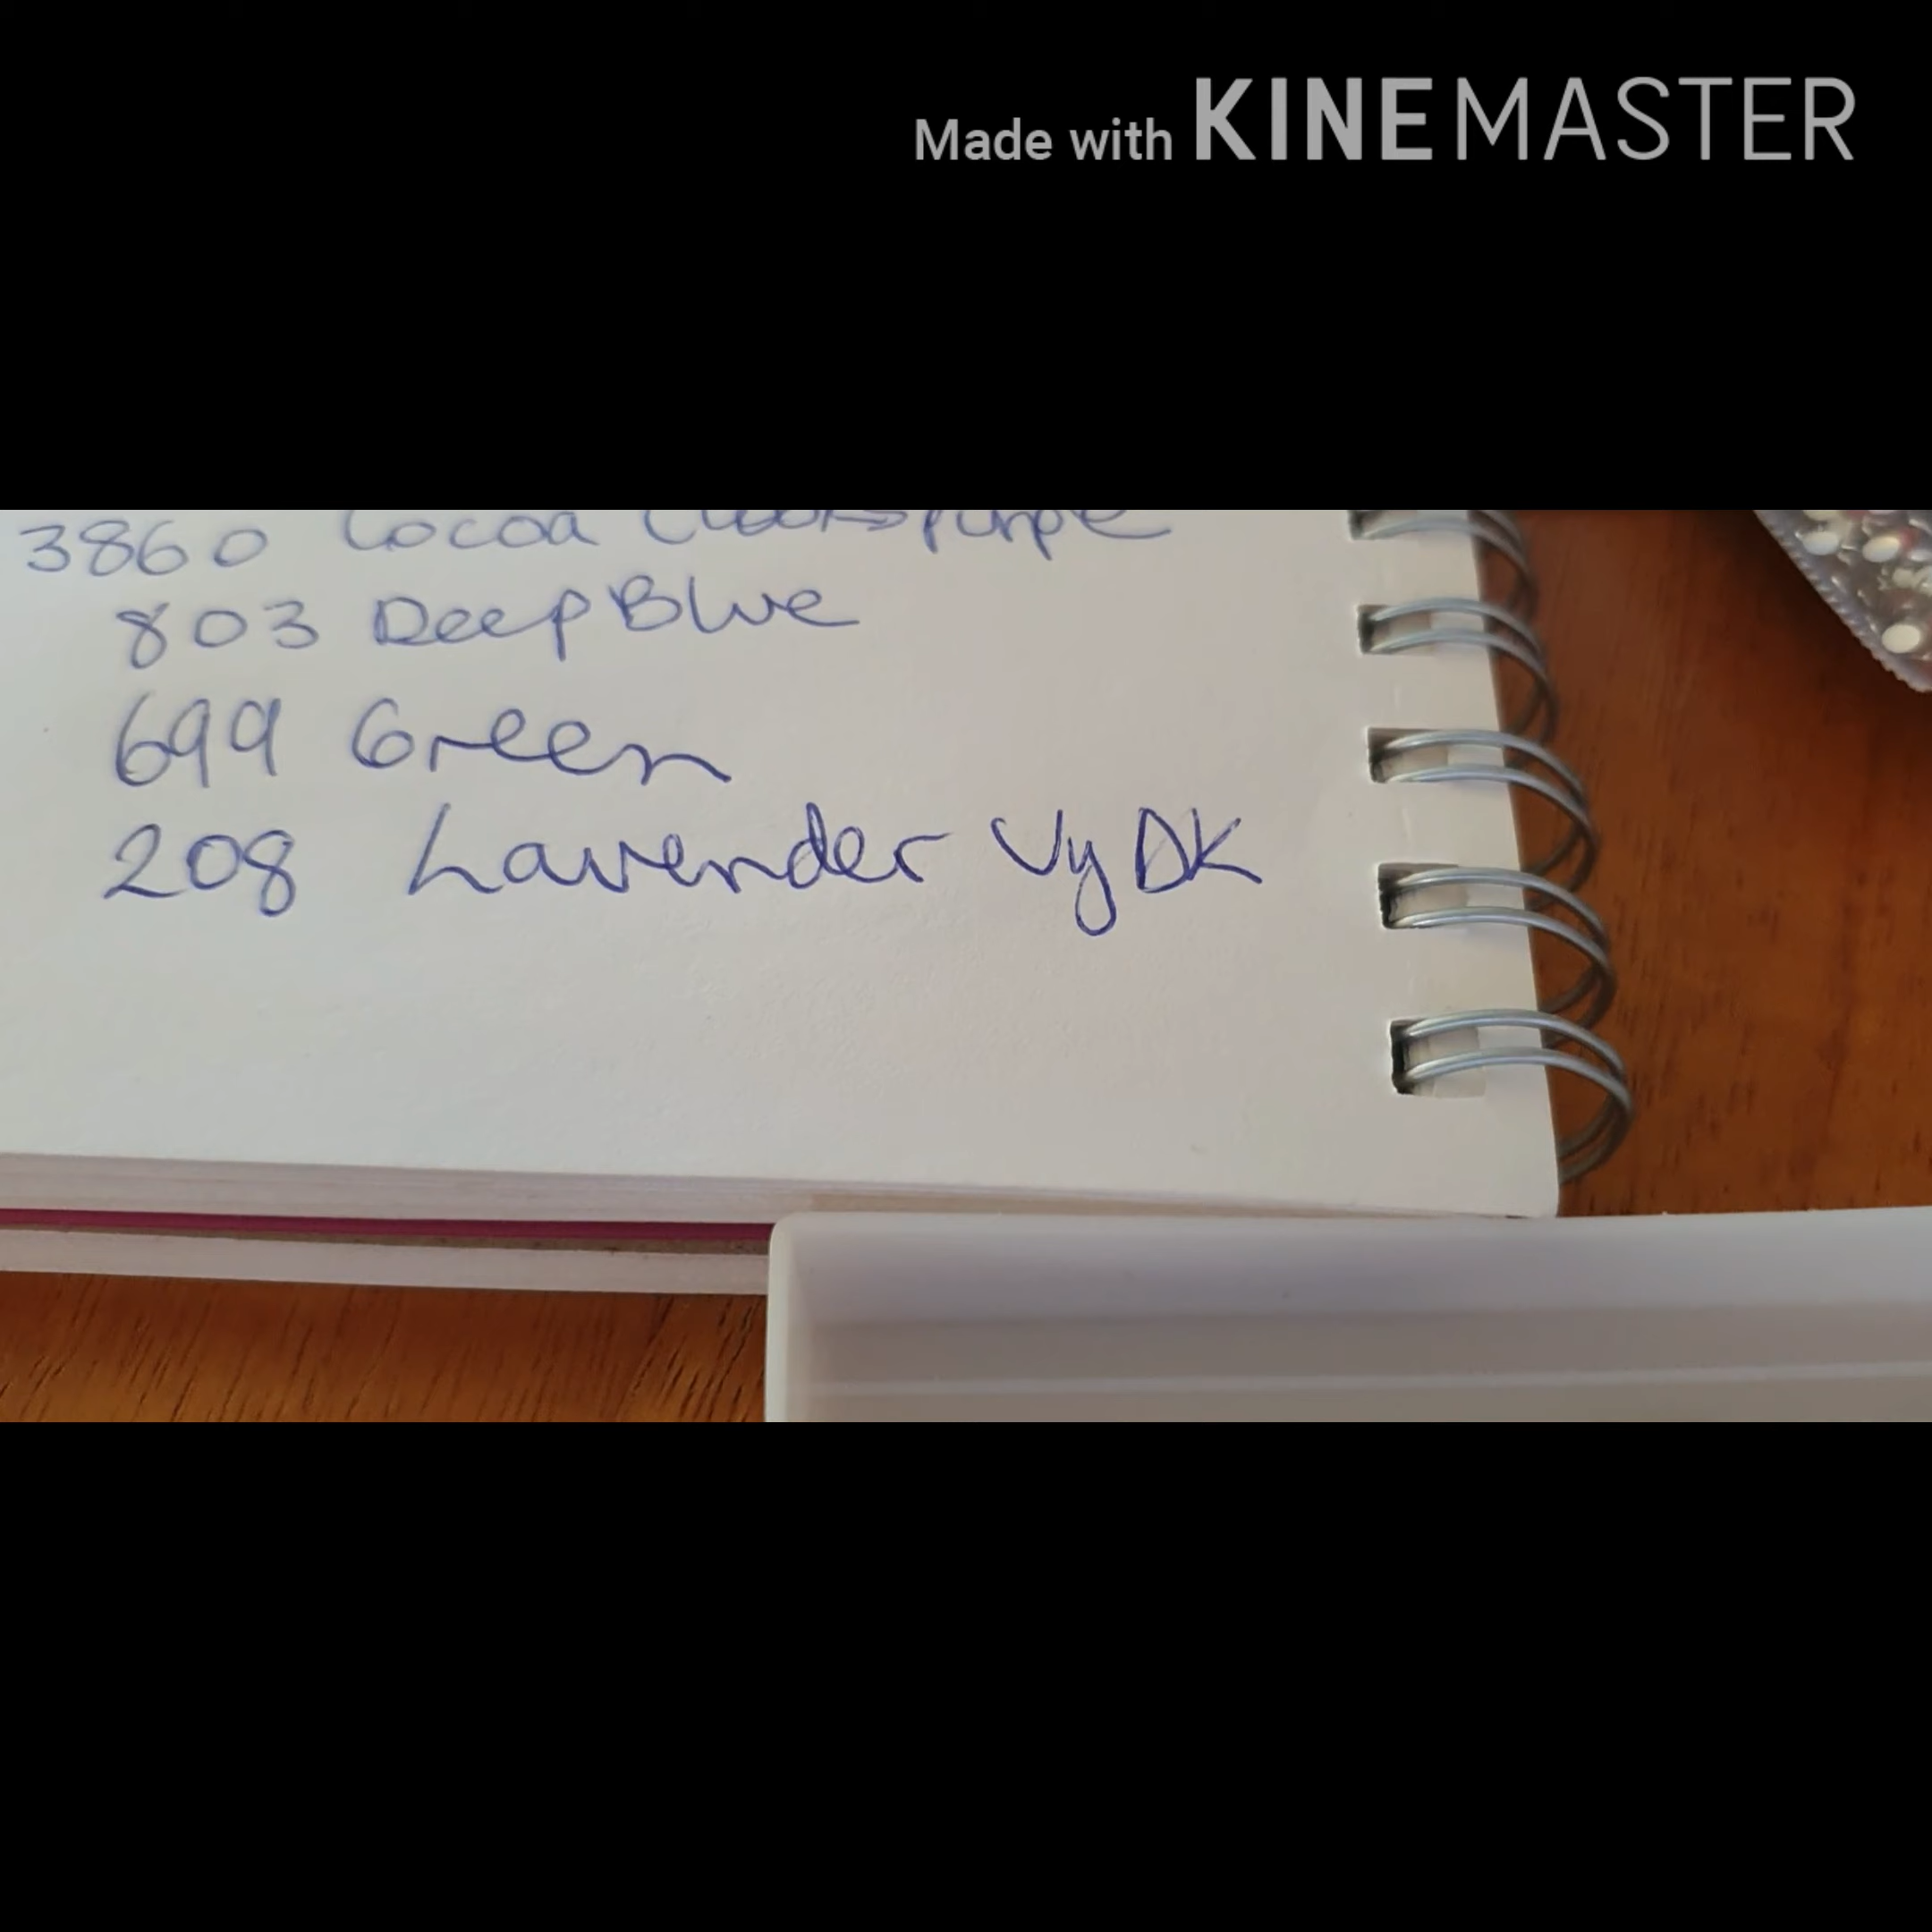 Made with KINEMASTER
3860 Cocoa
803 Deep Blue
699 Green
208 Lavender Vy DK